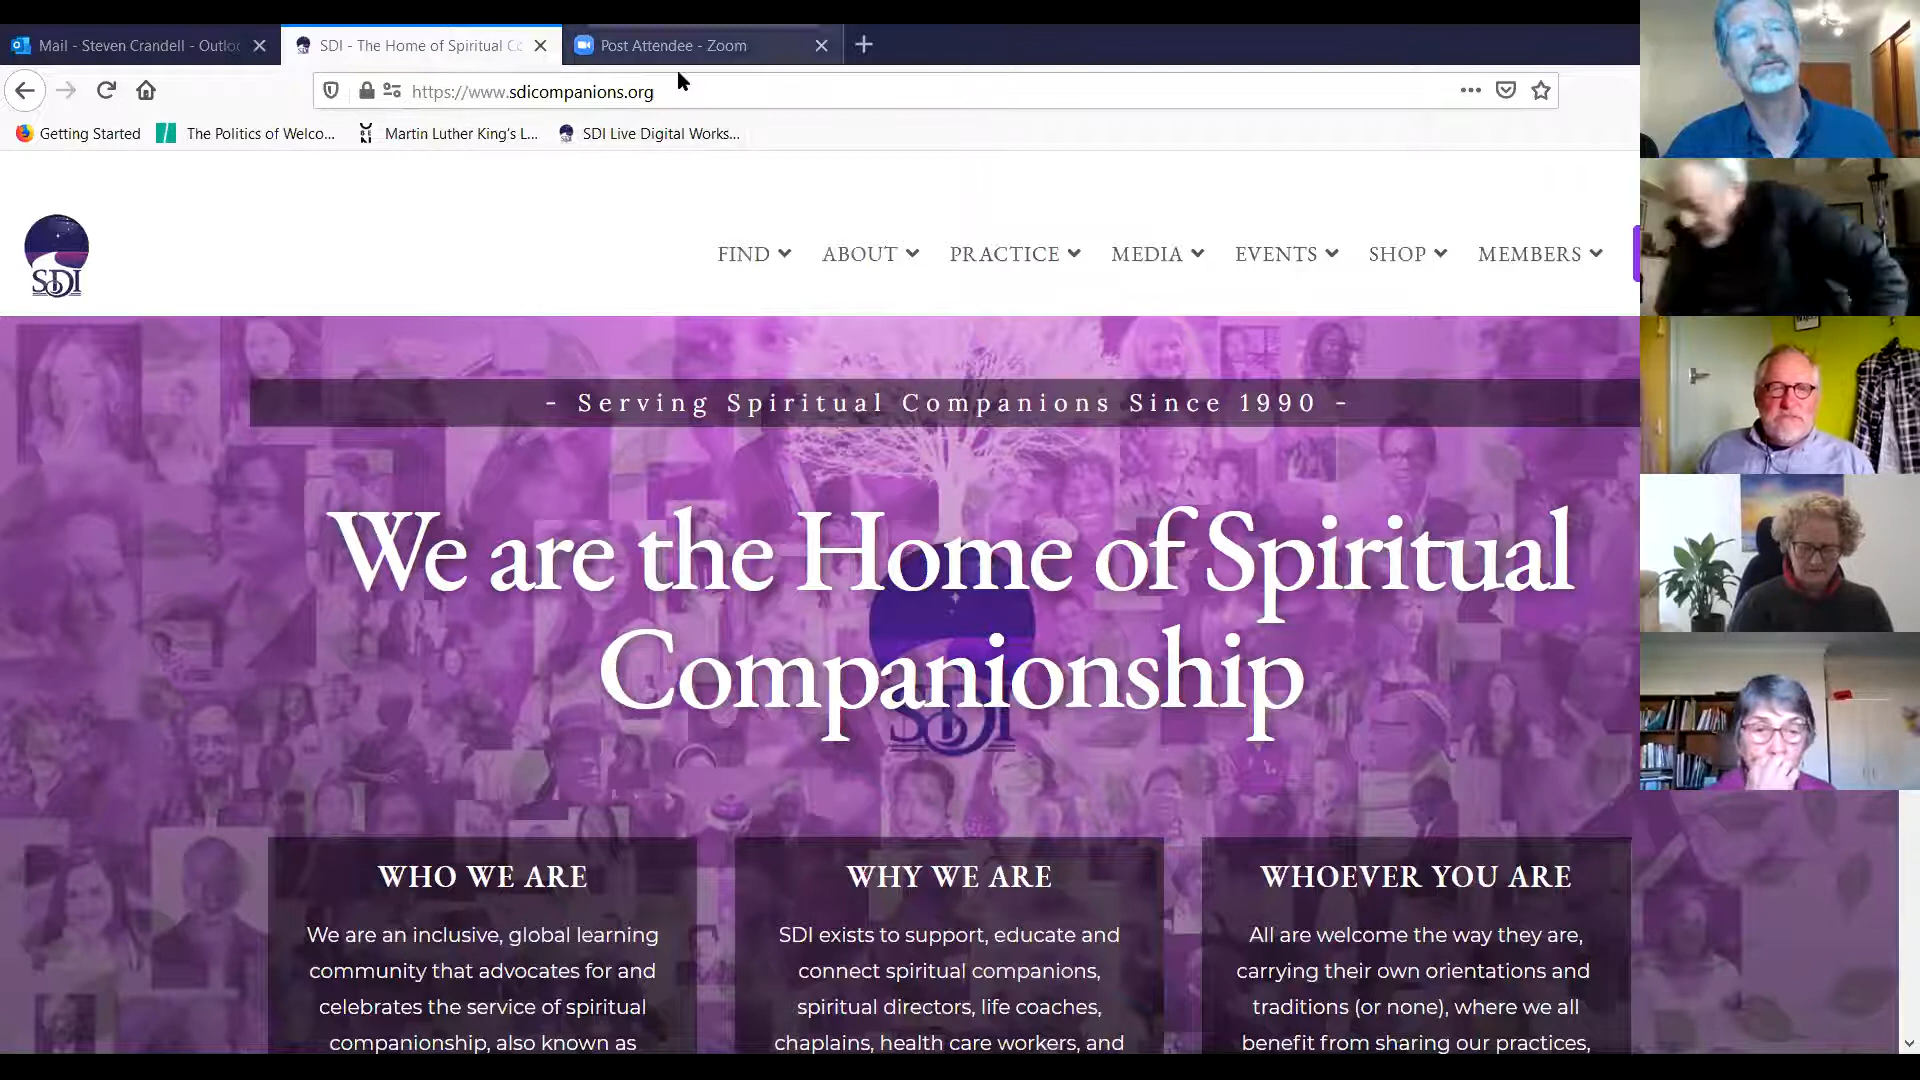 Mail - Steven Crandell - Outloo
SDI - The Home of Spiritual Co
Post Attendee - Zoom
https://www.sdicompanions.org
Getting Started
The Politics of Welco...
Martin Luther King's L...
SDI Live Digital Works...
SDI
FIND
ABOUT
PRACTICE
MEDIA
EVENTS
SHOP
MEMBERS
- Serving Spiritual Companions Since 1990 -
We are the Home of Spiritual
Companionship
SDI
WHO WE ARE
We are an inclusive, global learning
community that advocates for and
celebrates the service of spiritual
companionship, also known as
WHY WE ARE
SDI exists to support, educate and
connect spiritual companions,
spiritual directors, life coaches,
chaplains, health care workers, and
WHOEVER YOU ARE
All are welcome the way they are,
carrying their own orientations and
traditions (or none), where we all
benefit from sharing our practices,